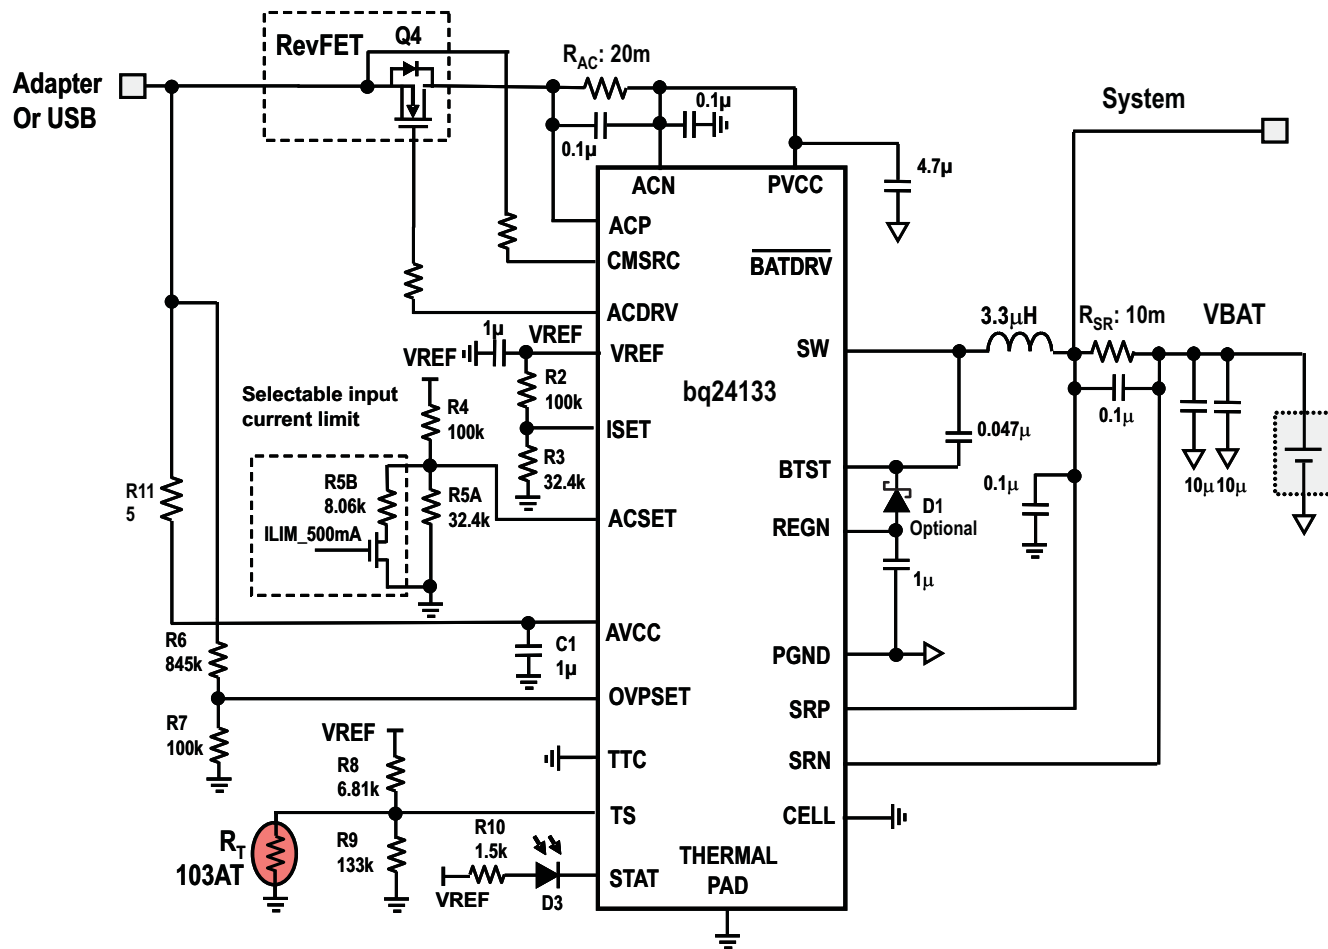 RevFET
Q4
RAC: 20m
Adapter
Or USB
0.1µ
0.1µ
System
4.7µ
ACN
PVCC
ACP
CMSRC
BATDRV
ACDRV
1µ
VREF
VREF
VREF
R2
100k
Selectable input
current limit
R4
100k
ISET
R3
32.4k
bq24133
SW
3.3µH
RSR: 10m
VBAT
0.1µ
0.047µ
10µ
10µ
0.1µ
BTST
D1
Optional
REGN
1µ
R11
5
R5B
8.06k
R5A
32.4k
ILIM_500mA
ACSET
R6
845k
C1
1µ
AVCC
PGND
OVPSET
SRP
R7
100k
VREF
TTC
SRN
R8
6.81k
TS
CELL
RT
103AT
R9
133k
R10
1.5k
VREF
D3
STAT
THERMAL
PAD